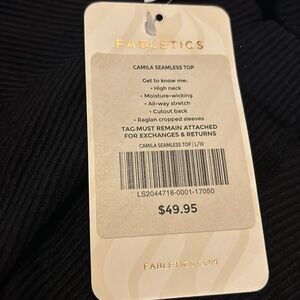 FABLETICS
CAMILA SEAMLESS TOP
Get to know me:
• High neck
• Moisture-wicking
• All-way stretch
• Cutout back
• Raglan cropped sleeves
TAG MUST REMAIN ATTACHED
FOR EXCHANGES & RETURNS
CAMILA SEAMLESS TOP | L/10
LS2044718-0001-17050
$49.95
FABLETICS.COM